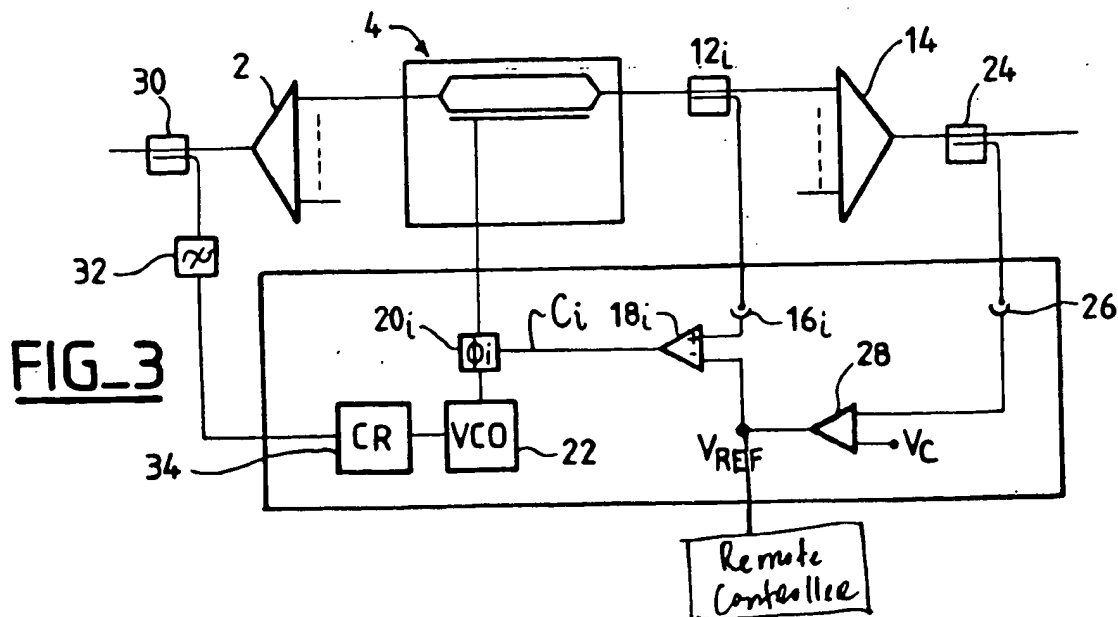 4
12i
14
30
2
24
32
20i
Ci
18i
16i
26
Φi
28
FIG_3
CR
VCO
22
VREF
VC
34
Remote
Controller